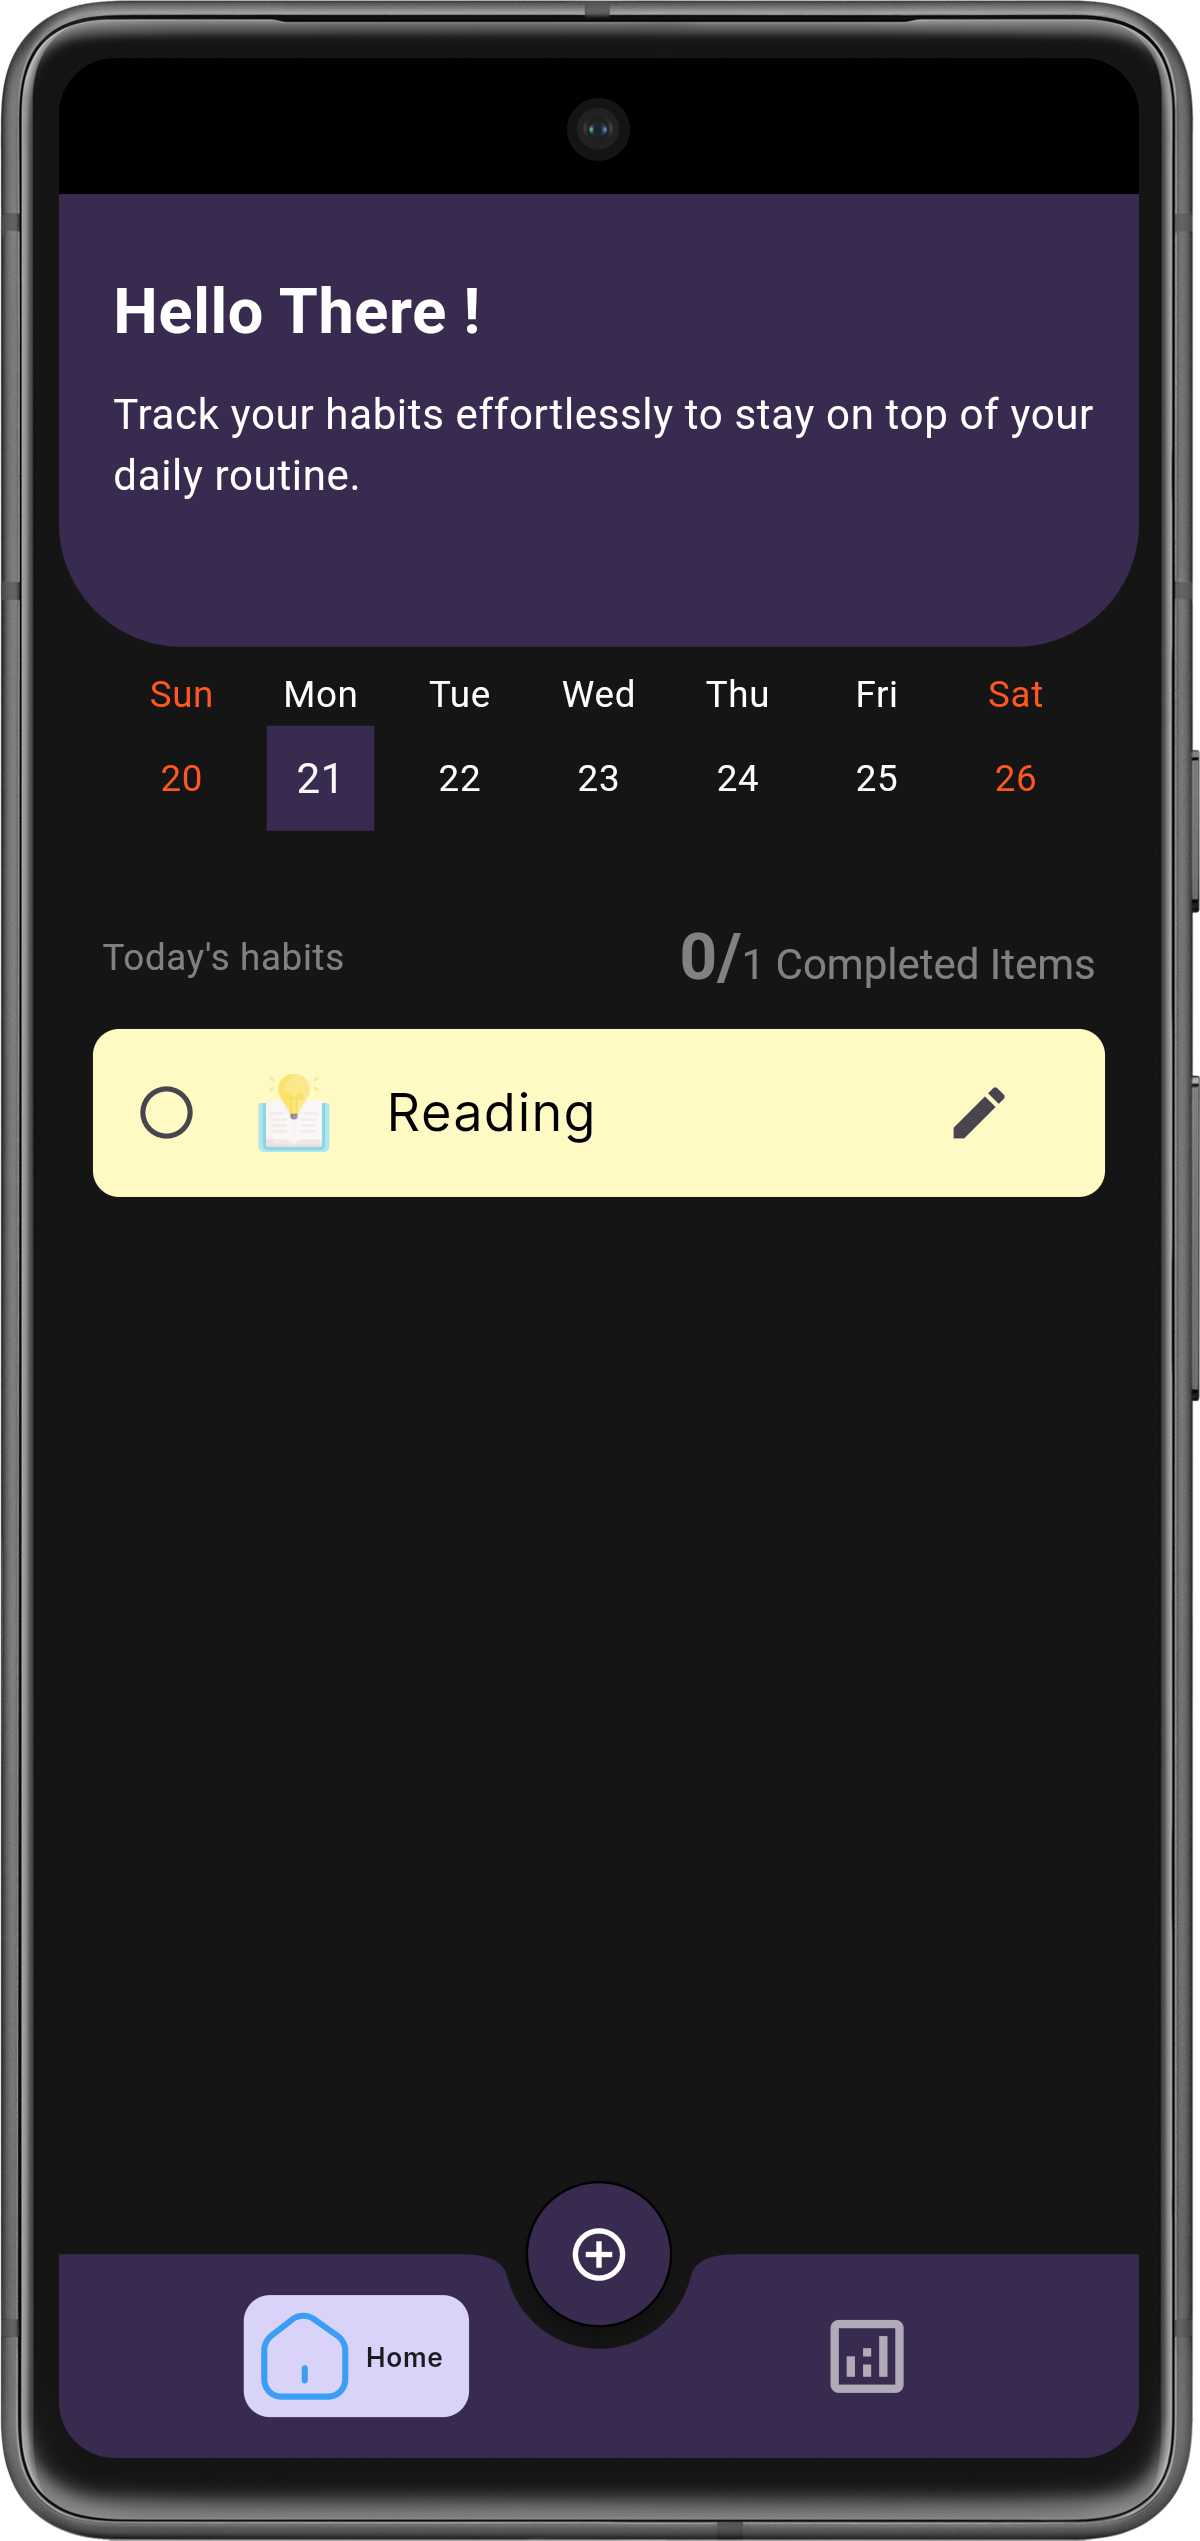 Hello There !
Track your habits effortlessly to stay on top of your
daily routine.
Sun Mon Tue Wed Thu Fri Sat
20 21 22 23 24 25 26
Today's habits 0/1 Completed Items
Reading
Home